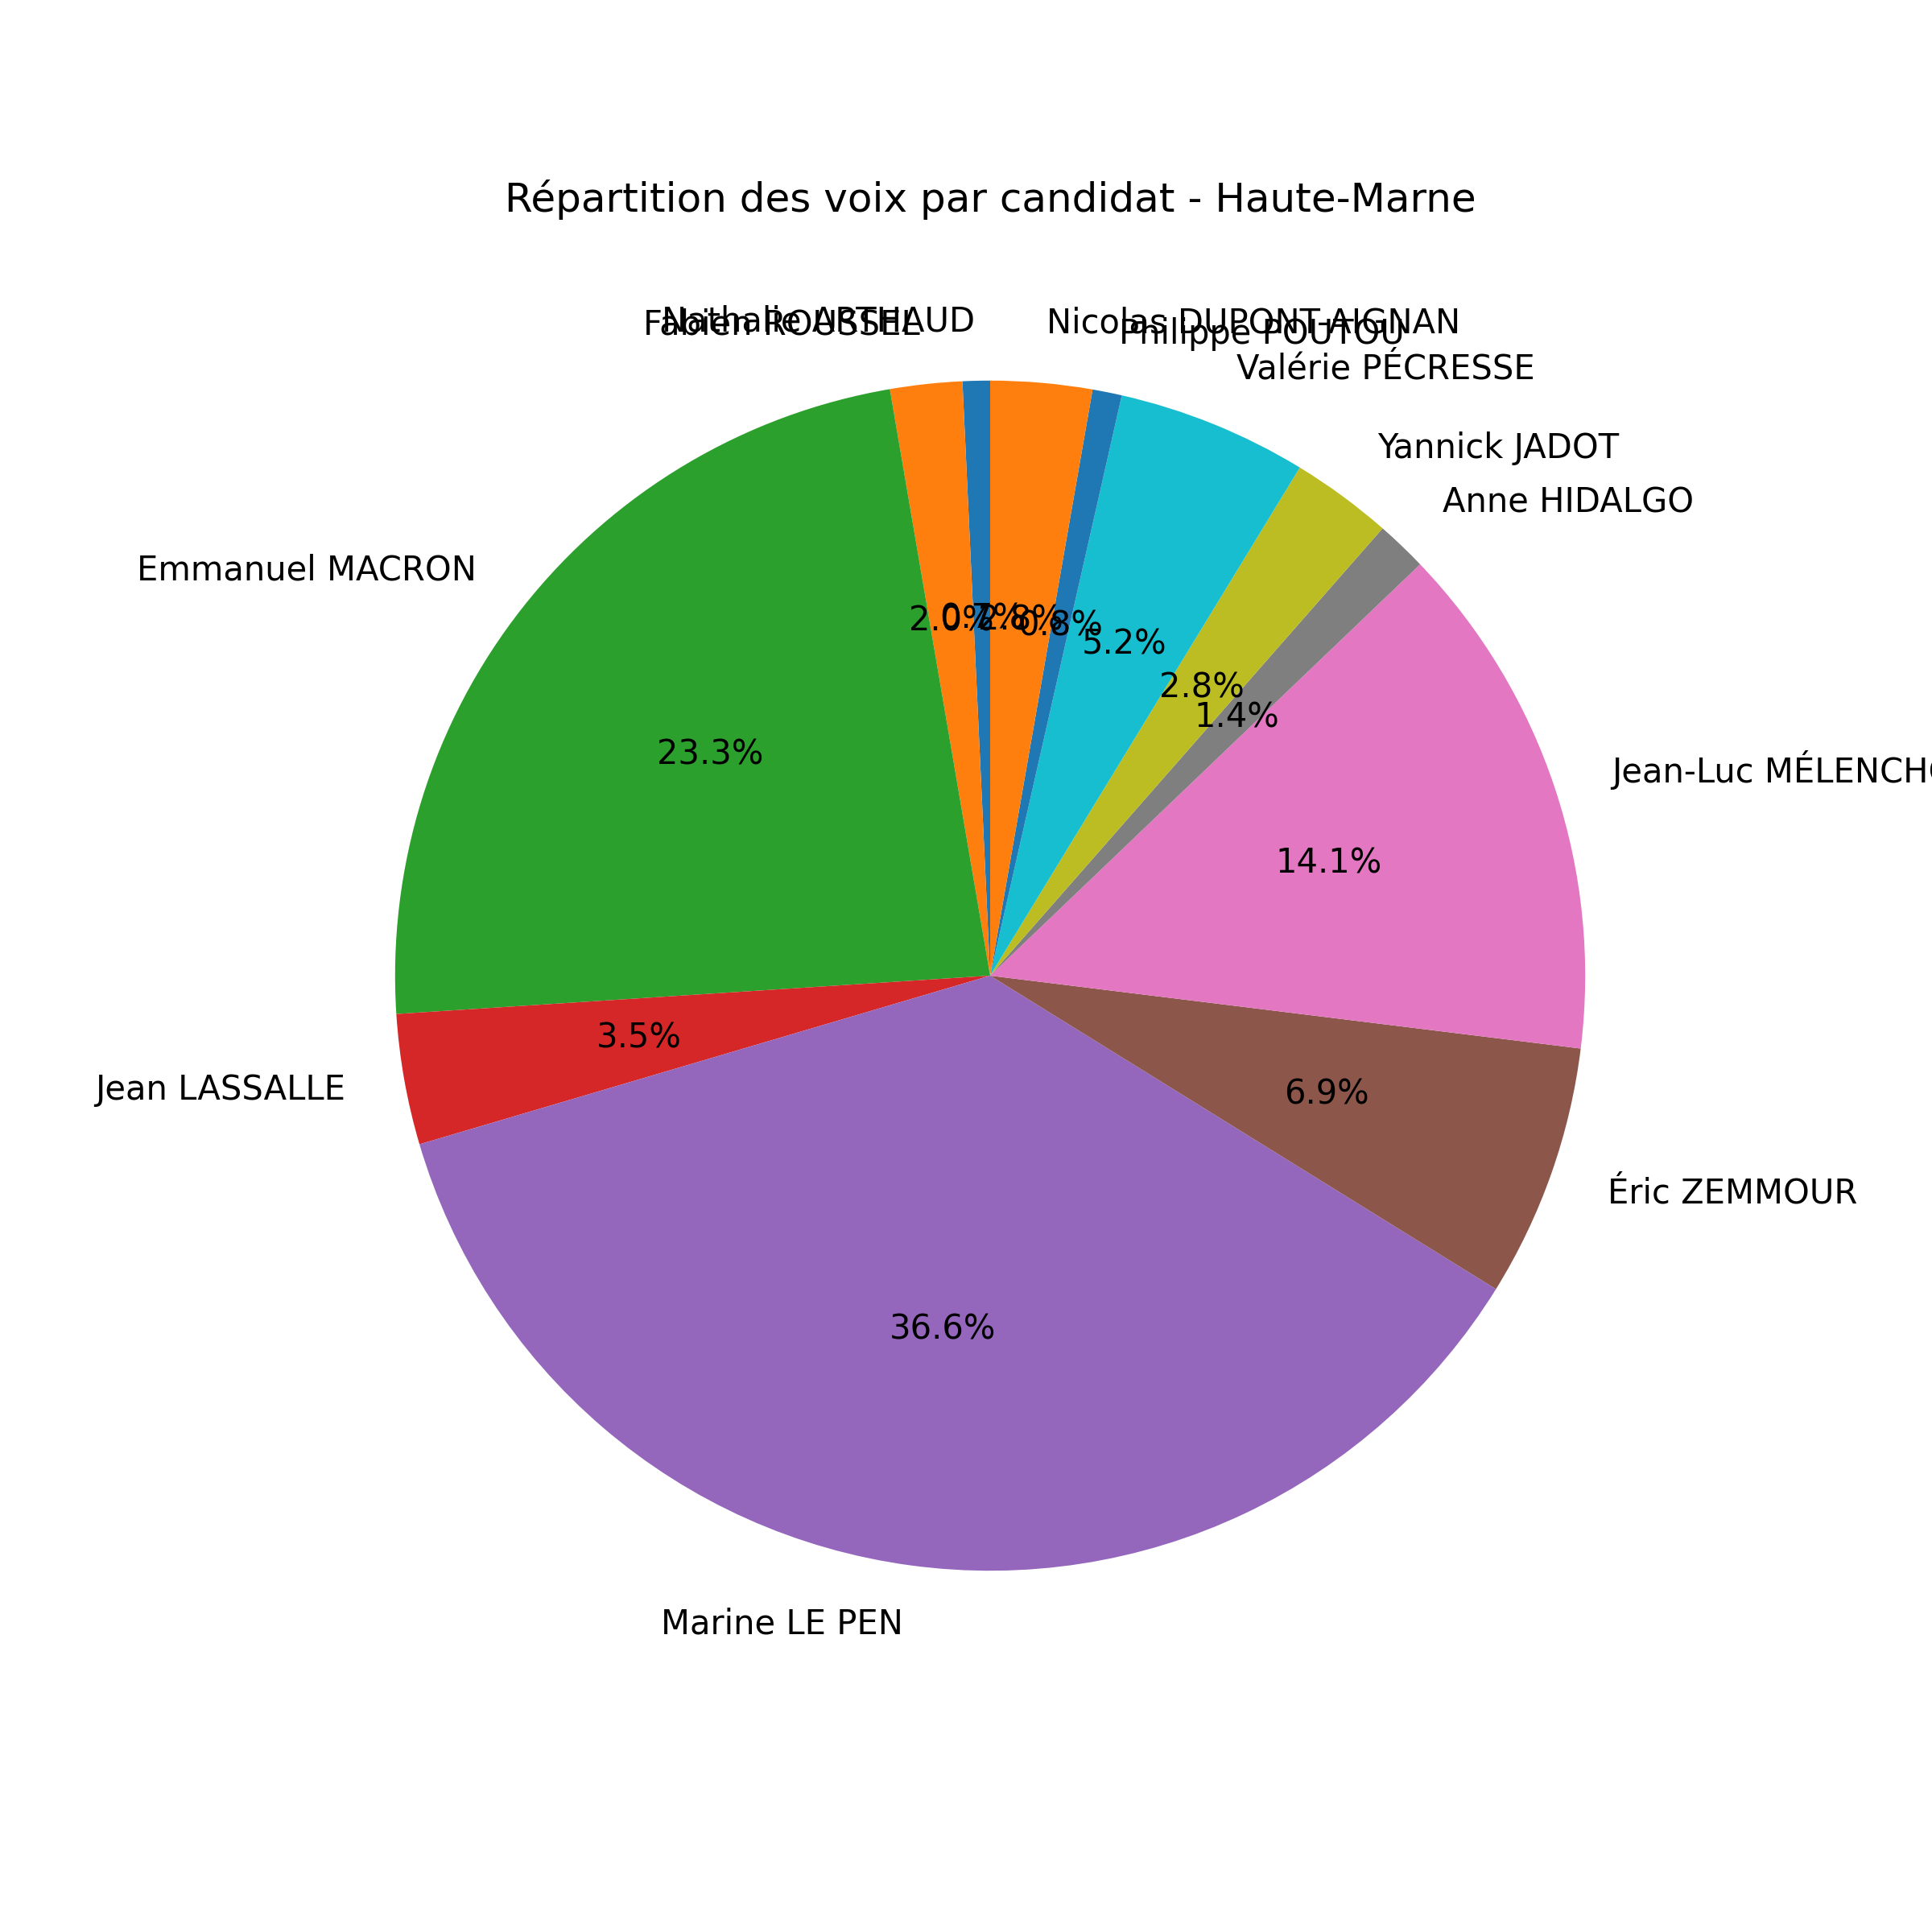 Répartition des voix par candidat - Haute-Marne
Nathalie ARTHAUD
Fabien ROUSSEL
Nicolas DUPONT-AIGNAN
Philippe POUTOU
Valérie PÉCRESSE
Yannick JADOT
Anne HIDALGO
Emmanuel MACRON
2.0%
0.7%
2.8%
0.8%
5.2%
2.8%
1.4%
23.3%
Jean-Luc MÉLENCH
14.1%
3.5%
Jean LASSALLE
6.9%
Éric ZEMMOUR
36.6%
Marine LE PEN